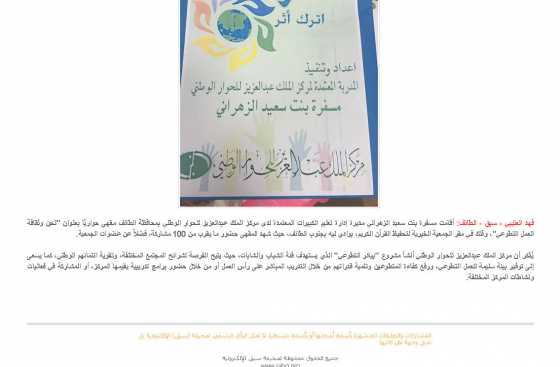 اترك أثر
اعداد وتنفيذ
المدربة المعتمدة لمركز الملك عبدالعزيز للحوار الوطني
مسفرة بنت سعيد الزهراني
مركز الملك عبدالعزيز للحوار الوطني
فهد العتيبي - سبق - الطائف: أقامت مسفرة بنت سعيد الزهراني مديرة إدارة تعليم الكبيرات المعتمدة لدى مركز الملك عبدالعزيز للحوار الوطني بمحافظة الطائف مقهى حوارياً بعنوان "نحن وثقافة
العمل التطوعي"، وذلك في مقر الجمعية الخيرية لتحفيظ القرآن الكريم، بوادي ليه بجنوب الطائف، حيث شهد المقهى حضور ما يقرب من 100 مشاركة، فضلاً عن عضوات الجمعية.
يُذكر أن مركز الملك عبدالعزيز للحوار الوطني أنشأ مشروع "بيادر التطوعي" الذي يستهدف فئة الشباب والشابات، حيث يتيح الفرصة لشرائح المجتمع المختلفة، وتقوية انتمائهم الوطني، كما يسعى
إلى توفير بيئة سليمة للعمل التطوعي، ورفع كفاءة المتطوعين وتنمية قدراتهم من خلال التدريب المباشر على رأس العمل أو من خلال حضور برامج تدريبية يقيمها المركز، أو المشاركة في فعاليات
ونشاطات المركز المختلفة.
جميع الحقوق محفوظة لصحيفة سبق الإلكترونية